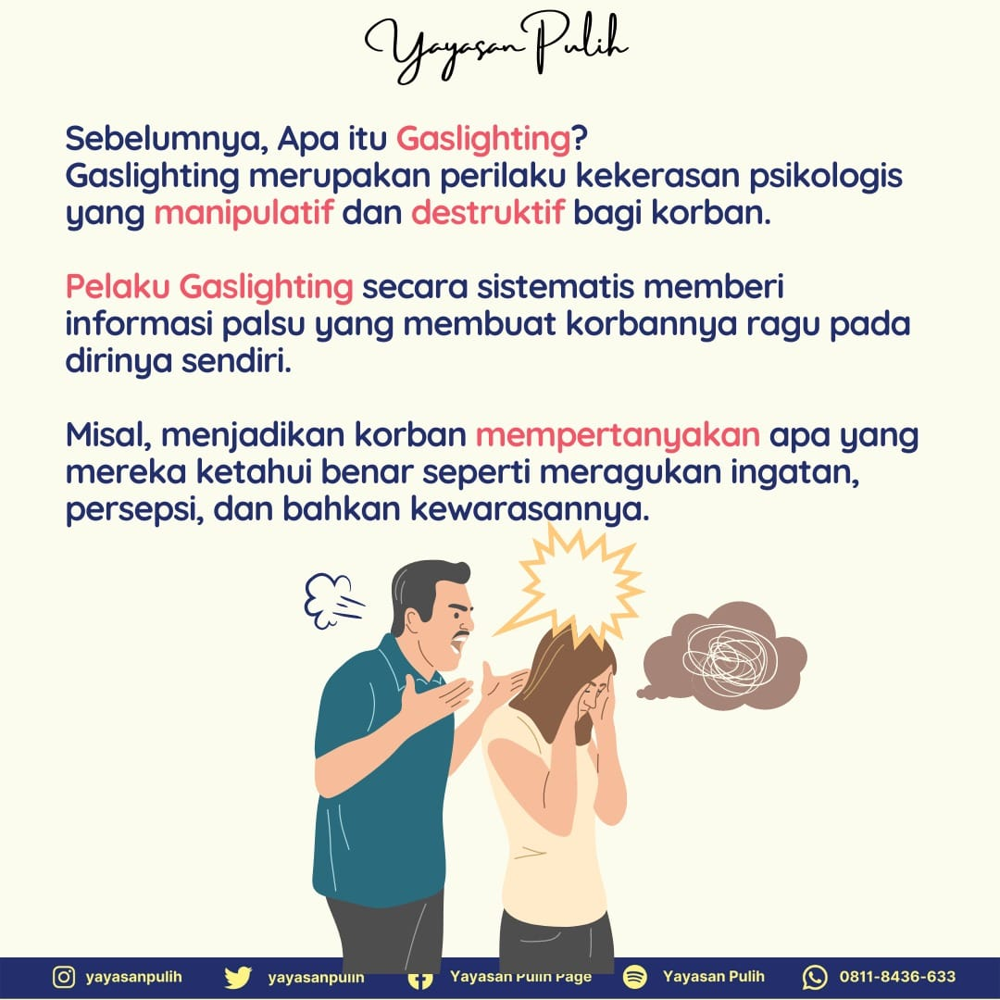 Yayasan Pulih
Sebelumnya, Apa itu Gaslighting?
Gaslighting merupakan perilaku kekerasan psikologis
yang manipulatif dan destruktif bagi korban.
Pelaku Gaslighting secara sistematis memberi
informasi palsu yang membuat korbannya ragu pada
dirinya sendiri.
Misal, menjadikan korban mempertanyakan apa yang
mereka ketahui benar seperti meragukan ingatan,
persepsi, dan bahkan kewarasannya.
yayasanpulih yayasanpulih Yayasan Pulih Page Yayasan Pulih 0811-8436-633